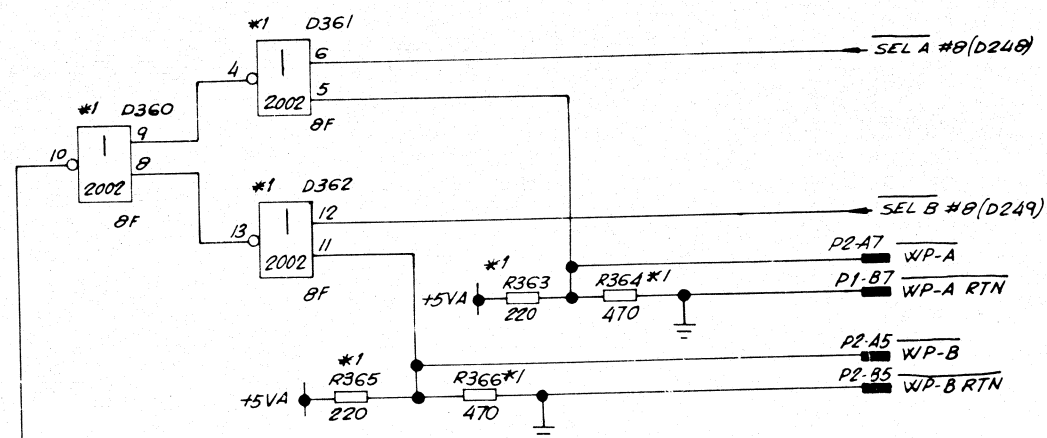 *1 D361
6
SEL A #8(D248)
4
1
5
2002
8F
*1 D360
9
1
10
8
2002
8F
*1 D362
12
SEL B #8(D249)
13
1
11
2002
8F
P2-A7 WP-A
*1
R363 R364 *1
P1-B7 WP-A RTN
+5VA
220 470
P2-A5 WP-B
*1
R365 R366 *1
P2-B5 WP-B RTN
+5VA
220 470